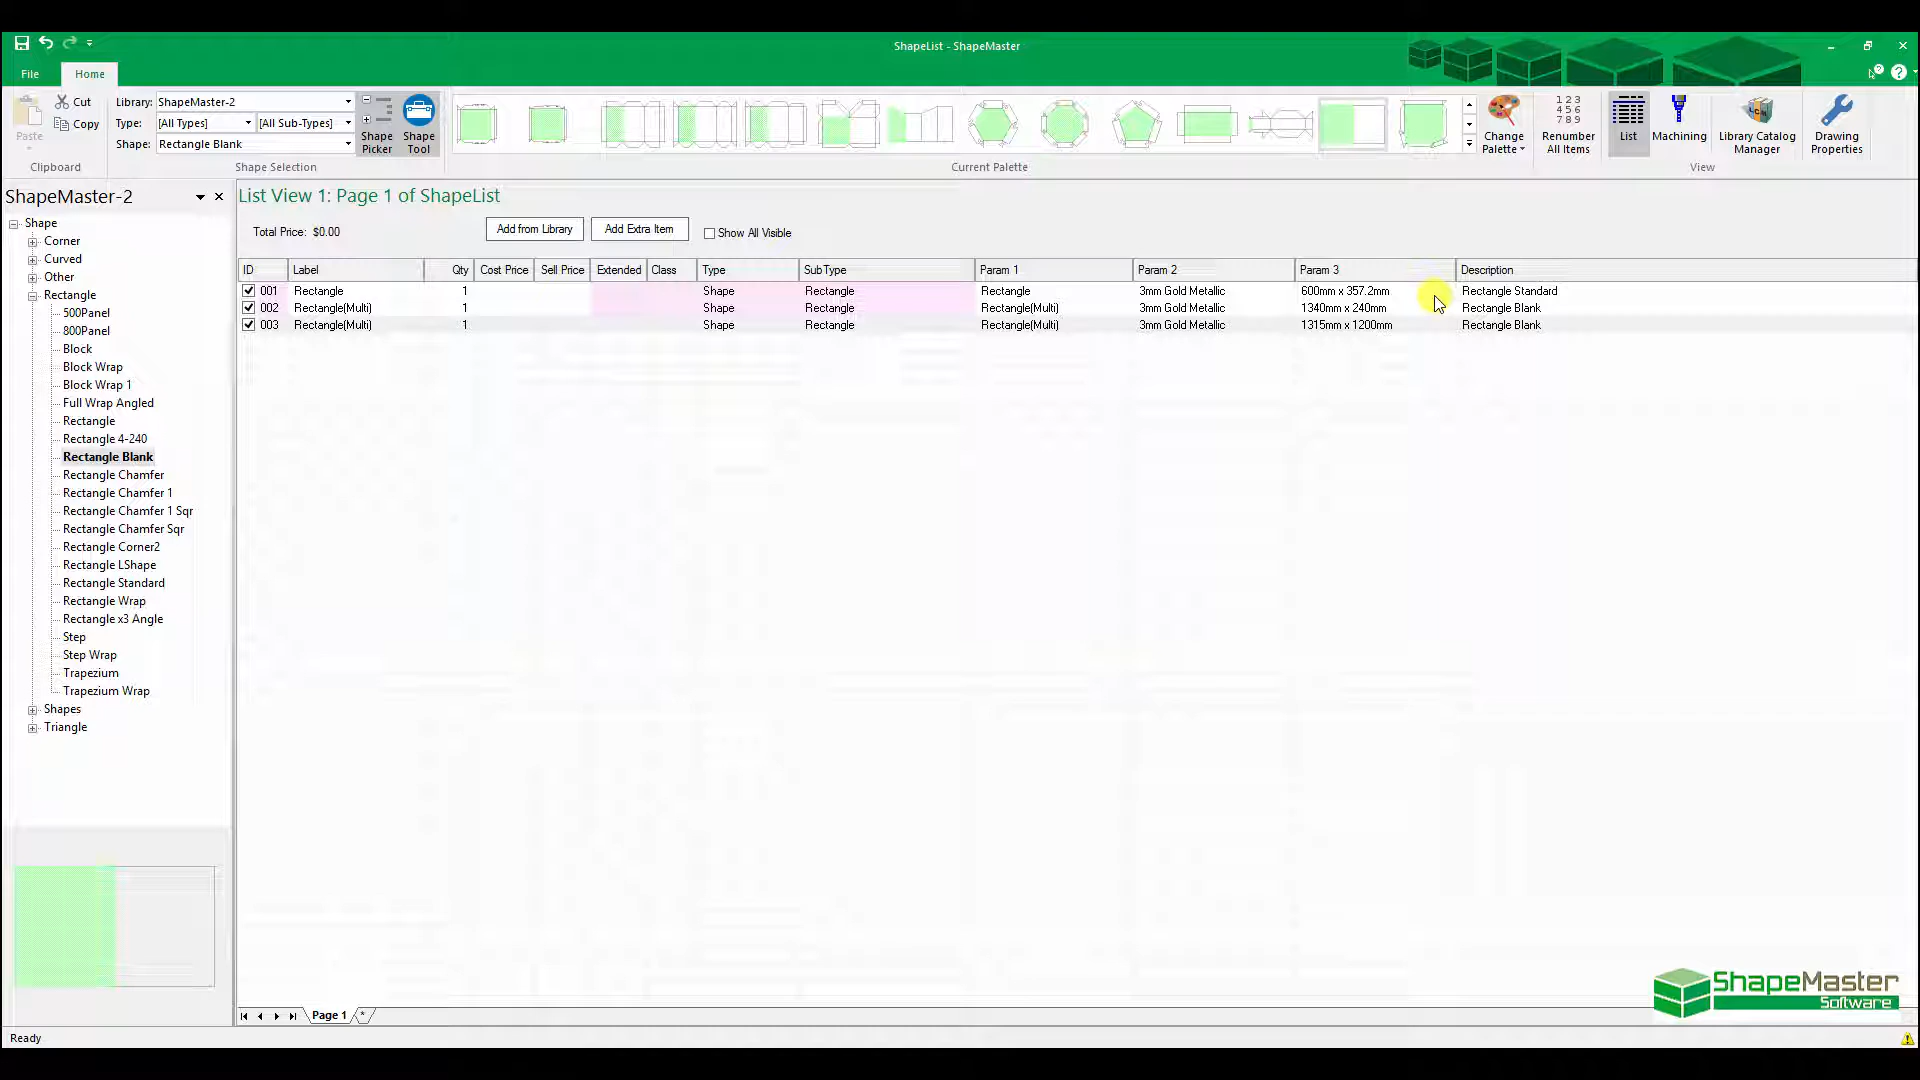 ShapeList - ShapeMaster
File
Home
Paste
Cut
Copy
Clipboard
Library: ShapeMaster-2
Type: [All Types] [All Sub-Types]
Shape: Rectangle Blank
Shape Picker
Shape Tool
Shape Selection
Current Palette
Change Palette
1 2 3
4 5 6
7 8 9
Renumber All Items
List
Machining
Library Catalog Manager
Drawing Properties
View
ShapeMaster-2
Shape
Corner
Curved
Other
Rectangle
500Panel
800Panel
Block
Block Wrap
Block Wrap 1
Full Wrap Angled
Rectangle
Rectangle 4-240
Rectangle Blank
Rectangle Chamfer
Rectangle Chamfer 1
Rectangle Chamfer 1 Sqr
Rectangle Chamfer Sqr
Rectangle Corner2
Rectangle LShape
Rectangle Standard
Rectangle Wrap
Rectangle x3 Angle
Step
Step Wrap
Trapezium
Trapezium Wrap
Shapes
Triangle
List View 1: Page 1 of ShapeList
Total Price: $0.00
Add from Library
Add Extra Item
Show All Visible
ID Label Qty Cost Price Sell Price Extended Class Type SubType Param 1 Param 2 Param 3 Description
001 Rectangle 1 Shape Rectangle Rectangle 3mm Gold Metallic 600mm x 357.2mm Rectangle Standard
002 Rectangle(Multi) 1 Shape Rectangle Rectangle(Multi) 3mm Gold Metallic 1340mm x 240mm Rectangle Blank
003 Rectangle(Multi) 1 Shape Rectangle Rectangle(Multi) 3mm Gold Metallic 1315mm x 1200mm Rectangle Blank
Page 1
*
ShapeMaster
Software
Ready